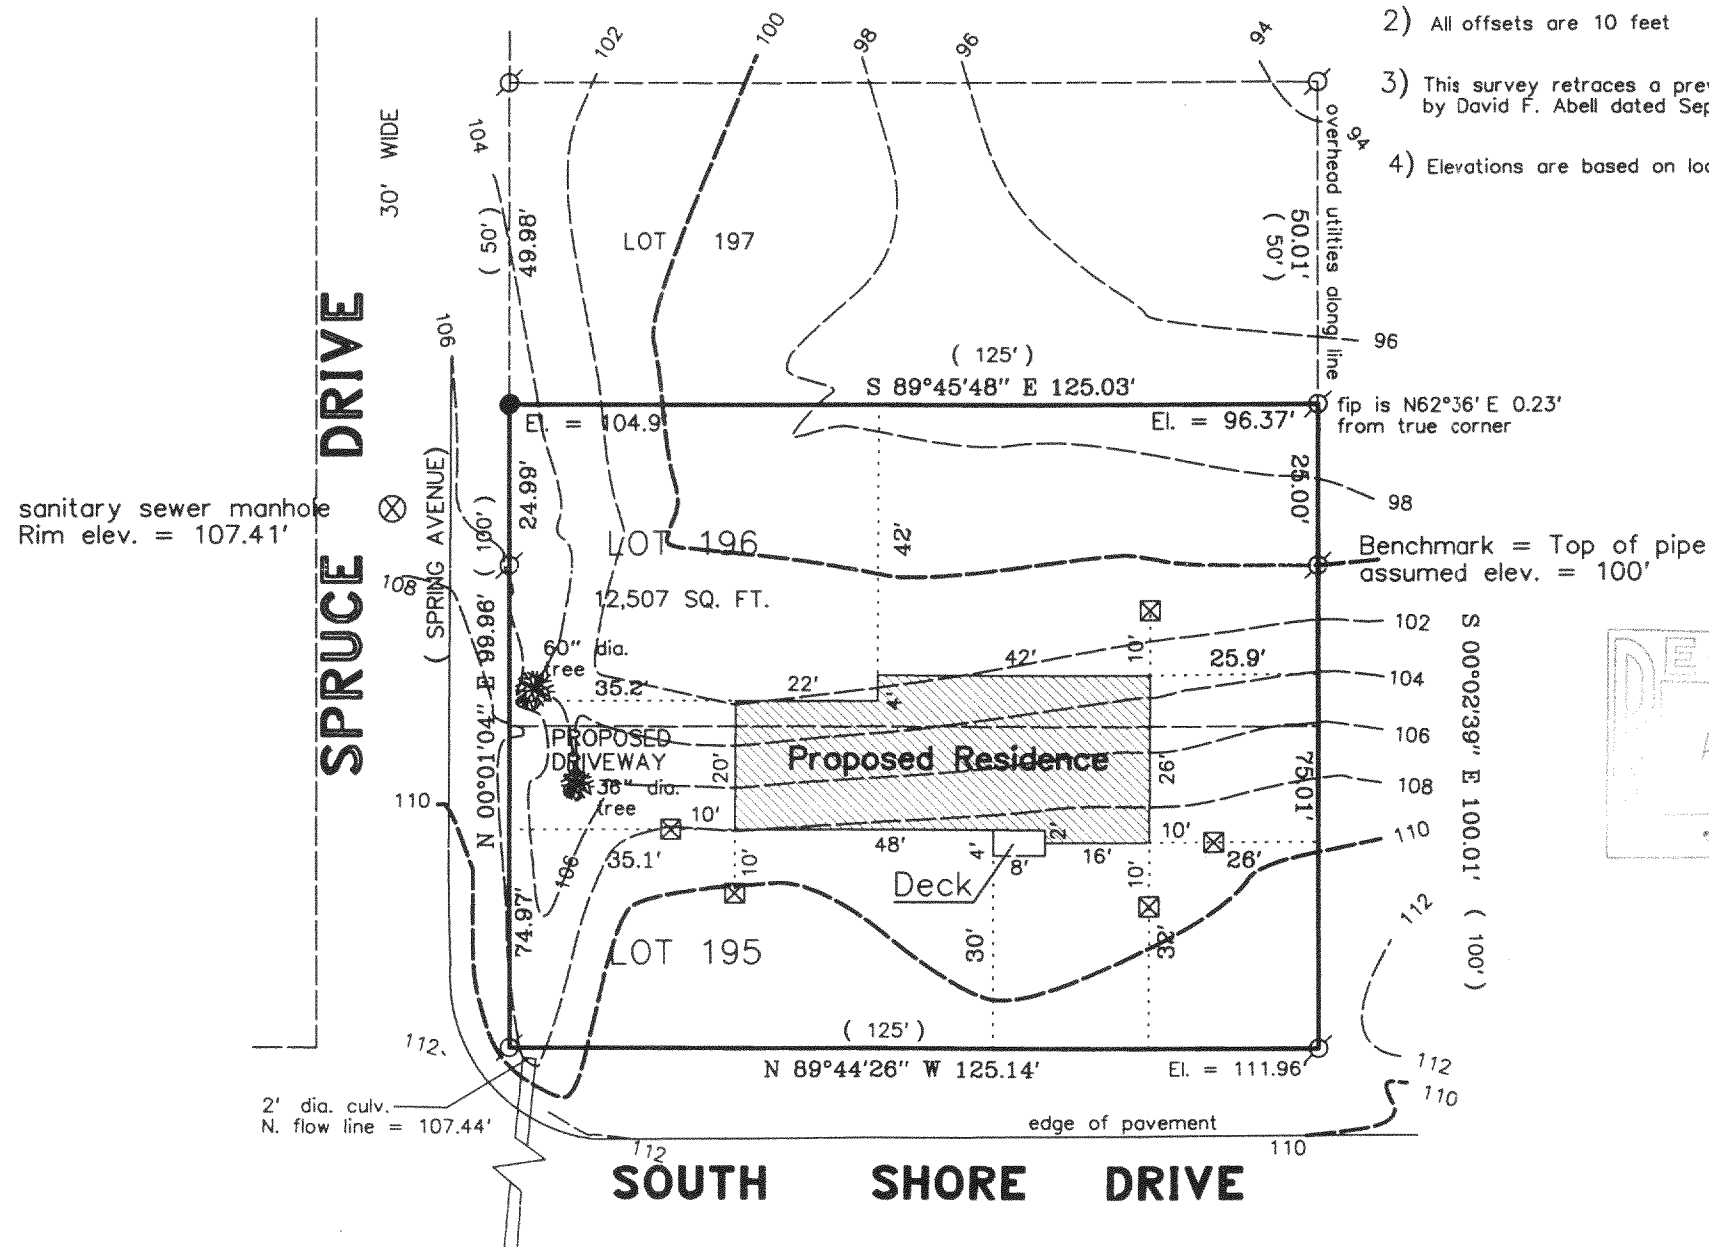 102
100
98
96
94
2) All offsets are 10 feet
3) This survey retraces a
by David F. Abell dated
4) Elevations are based on
94
104
30' WIDE
( 50' )
49.98'
LOT 197
50.01'
( 50' )
overhead utilties along line
106
96
( 125' )
S 89°45'48" E 125.03'
El. = 104.9
El. = 96.37'
fip is N62°36' E 0.23'
from true corner
SPRUCE DRIVE
( SPRING AVENUE)
24.99'
25.00'
98
sanitary sewer manhole
Rim elev. = 107.41'
( 100' )
N 00°01'04" E 99.96'
LOT 196
42'
12,507 SQ. FT.
Benchmark = Top of pipe
assumed elev. = 100'
108
102
S 00°02'39" E 100.01' ( 100' )
60" dia.
tree
35.2'
22'
4'
42'
10'
25.9'
104
106
PROPOSED
DRIVEWAY
20'
Proposed Residence
26'
75.01'
108
36" dia.
tree
110
10'
48'
4'
8'
2'
16'
10'
26'
110
106
35.1'
10'
Deck
10'
112
74.97'
LOT 195
30'
32'
( 125' )
N 89°44'26" W 125.14'
El. = 111.96'
112
112
110
2' dia. culv.
N. flow line = 107.44'
edge of pavement
112
110
SOUTH SHORE DRIVE